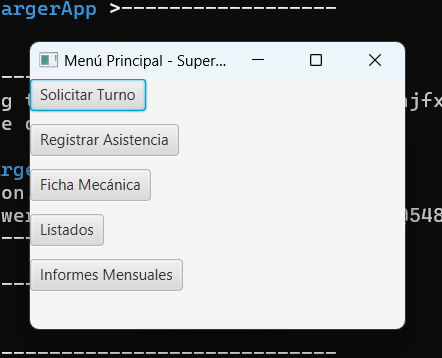 argerApp >------------------
Menú Principal - Super...
Solicitar Turno
Registrar Asistencia
Ficha Mecánica
Listados
Informes Mensuales